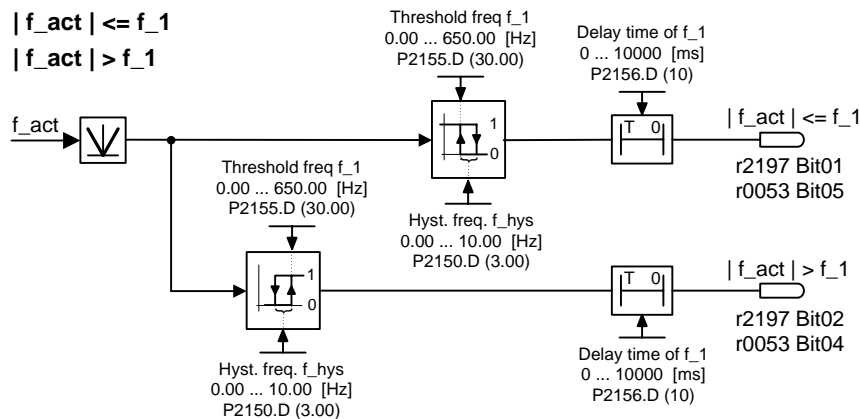 | f_act | <= f_1
| f_act | > f_1
Threshold freq f_1
0.00 ... 650.00 [Hz]
P2155.D (30.00)
Delay time of f_1
0 ... 10000 [ms]
P2156.D (10)
f_act
1
0
T 0
| f_act | <= f_1
r2197 Bit01
r0053 Bit05
Threshold freq f_1
0.00 ... 650.00 [Hz]
P2155.D (30.00)
Hyst. freq. f_hys
0.00 ... 10.00 [Hz]
P2150.D (3.00)
1
0
T 0
| f_act | > f_1
r2197 Bit02
r0053 Bit04
Hyst. freq. f_hys
0.00 ... 10.00 [Hz]
P2150.D (3.00)
Delay time of f_1
0 ... 10000 [ms]
P2156.D (10)